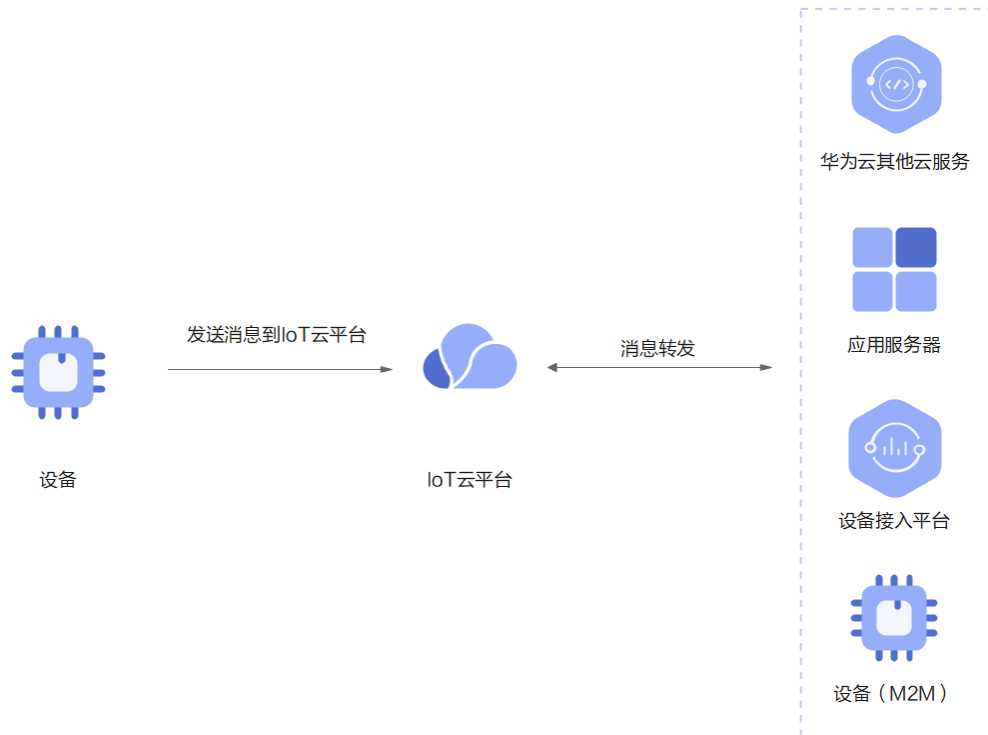 华为云其他云服务
发送消息到IoT云平台
消息转发
应用服务器
设备
IoT云平台
设备接入平台
设备（M2M）